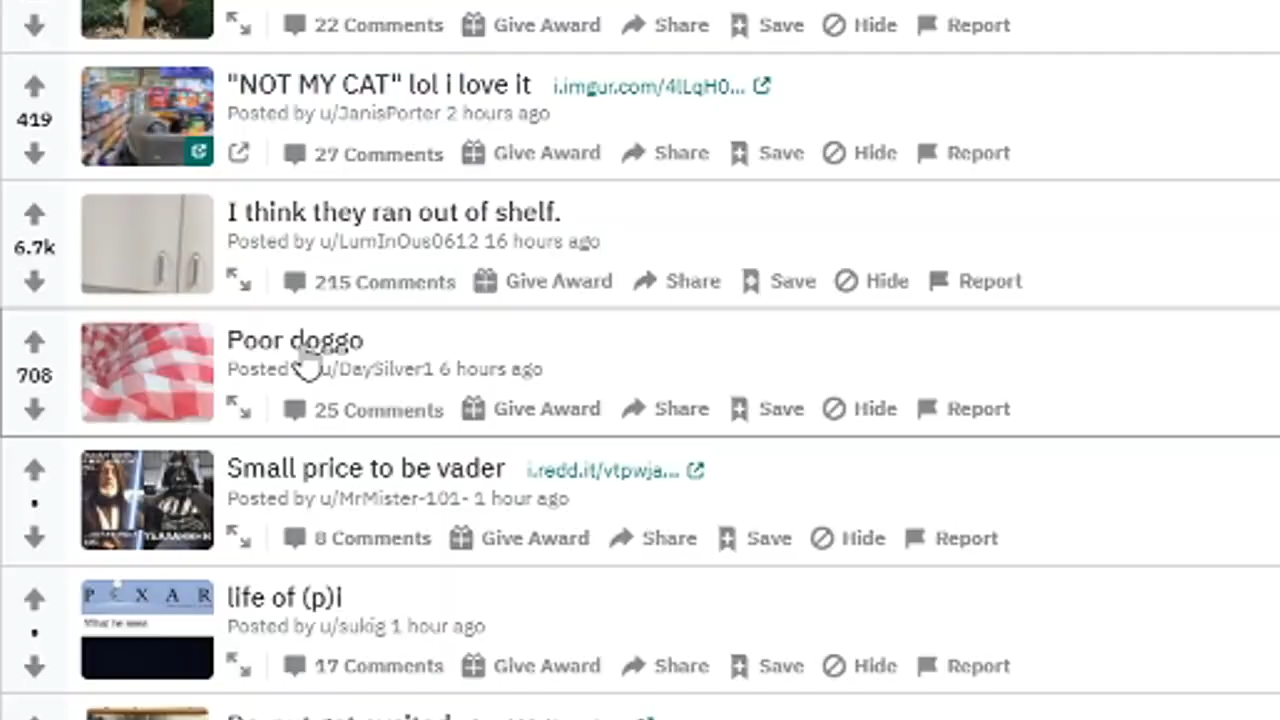 22 Comments Give Award Share Save Hide Report
"NOT MY CAT" lol i love it i.imgur.com/4lLqH0...
419
Posted by u/JanisPorter 2 hours ago
27 Comments Give Award Share Save Hide Report
I think they ran out of shelf.
6.7k
Posted by u/LumInOus0612 16 hours ago
215 Comments Give Award Share Save Hide Report
Poor doggo
708
Posted u/DaySilver1 6 hours ago
25 Comments Give Award Share Save Hide Report
Small price to be vader i.redd.it/vtpwja...
Posted by u/MrMister-101- 1 hour ago
8 Comments Give Award Share Save Hide Report
PIXAR
What he sees
life of (p)i
Posted by u/sukig 1 hour ago
17 Comments Give Award Share Save Hide Report